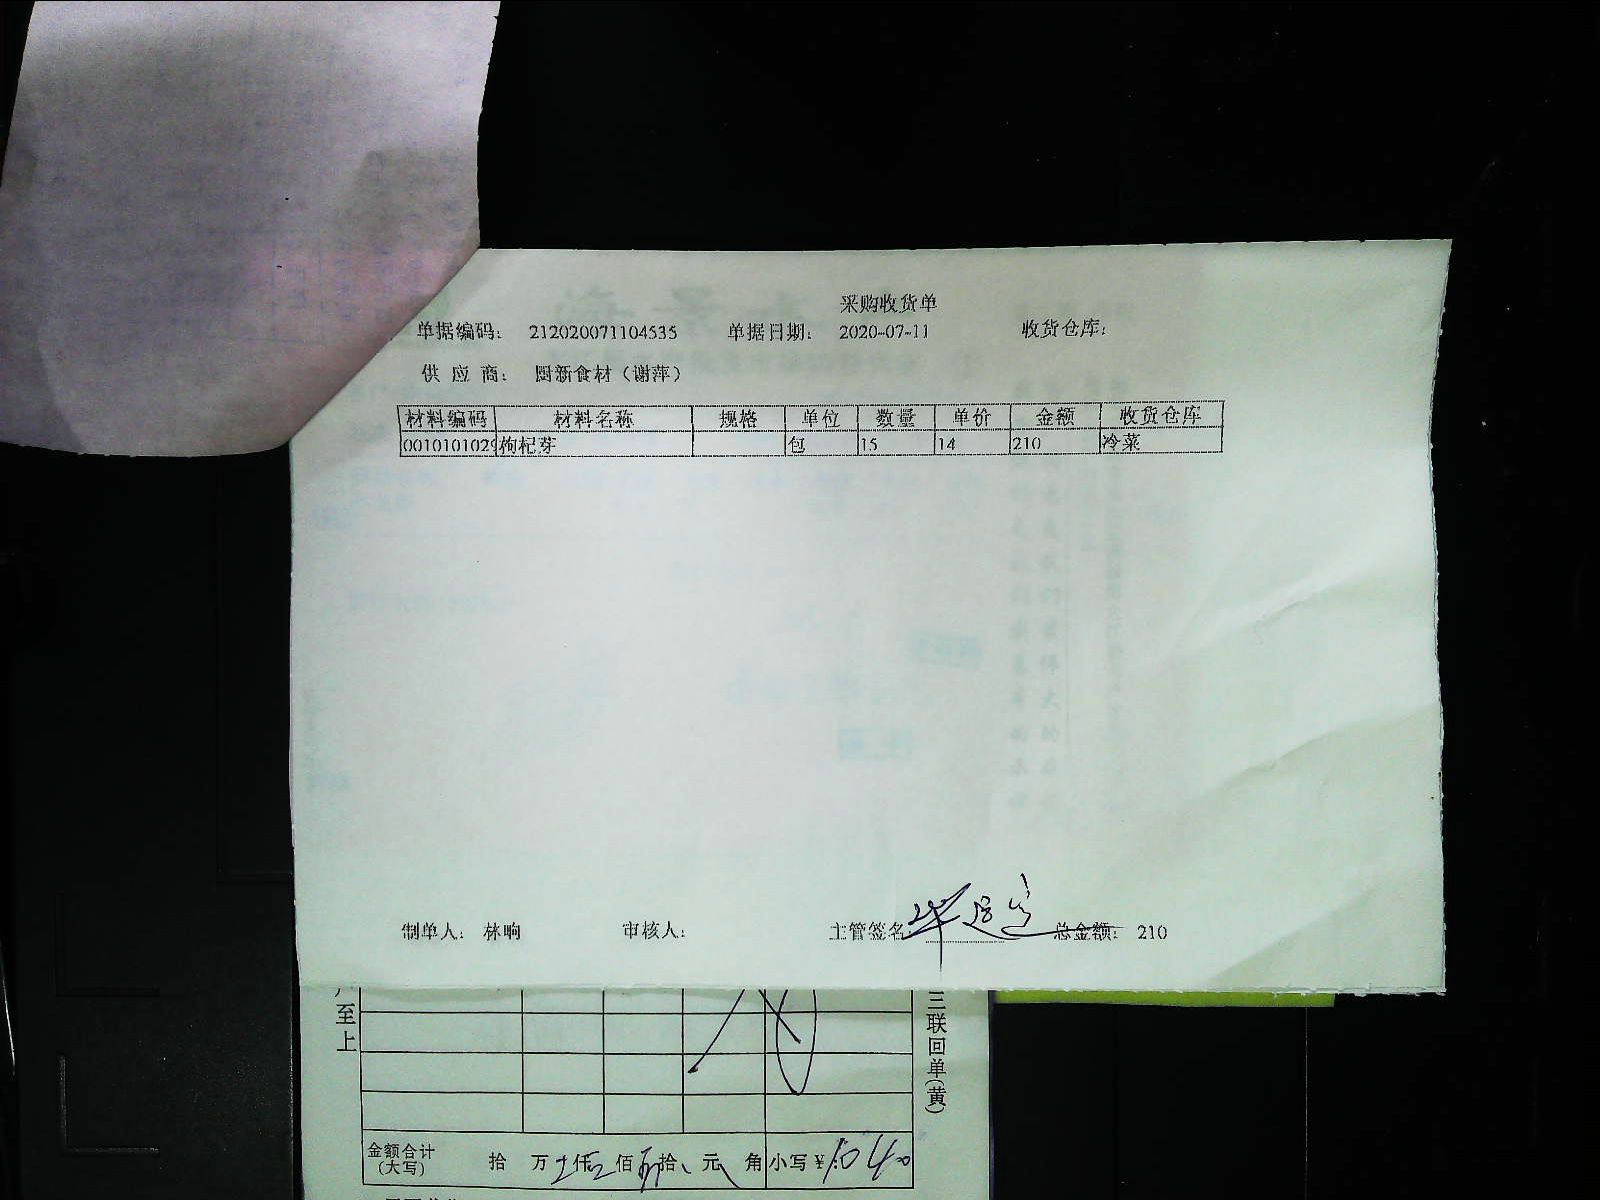 采购收货单
单据编码： 212020071104535 单据日期： 2020-07-11 收货仓库：
供 应 商： 厨新食材（谢萍）
材料编码 材料名称 规格 单位 数量 单价 金额 收货仓库
0010101029 枸杞芽 包 15 14 210 冷菜
制单人： 林响 审核人： 主管签名： 总金额： 210
至上
三联回单(黄)
金额合计(大写) 拾 万 仟 佰 拾 元 角 小写￥